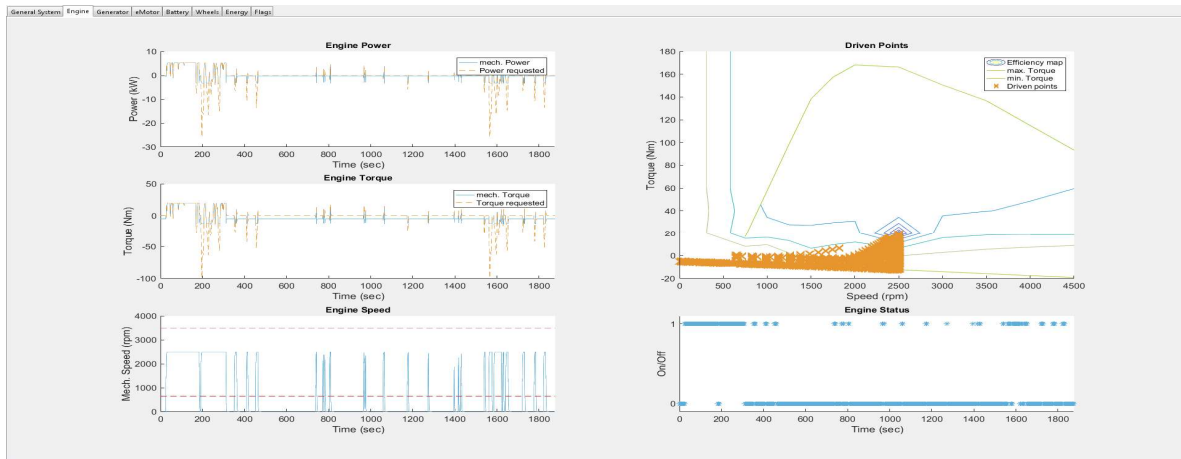 General System Engine Generator eMotor Battery Wheels Energy Flags
Engine Power
10
0
-10
-20
-30
Power (kW)
mech. Power
Power requested
0 200 400 600 800 1000 1200 1400 1600 1800
Time (sec)
Engine Torque
50
0
-50
-100
Torque (Nm)
mech. Torque
Torque requested
0 200 400 600 800 1000 1200 1400 1600 1800
Time (sec)
Engine Speed
4000
3000
2000
1000
0
Mech. Speed (rpm)
0 200 400 600 800 1000 1200 1400 1600 1800
Time (sec)
Driven Points
180
160
140
120
100
80
60
40
20
0
-20
Torque (Nm)
Efficiency map
max. Torque
min. Torque
Driven points
0 500 1000 1500 2000 2500 3000 3500 4000 4500
Speed (rpm)
Engine Status
1
0
On/Off
0 200 400 600 800 1000 1200 1400 1600 1800
Time (sec)